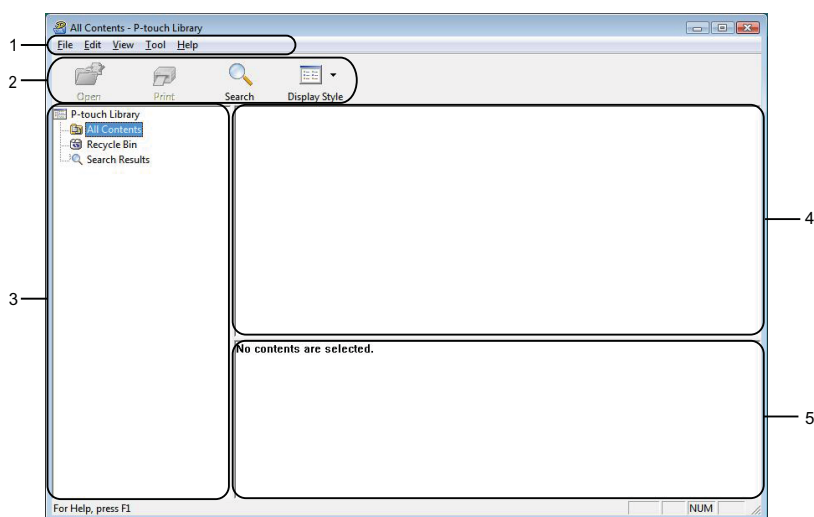 All Contents - P-touch Library
1
File Edit View Tool Help
2
Open Print Search Display Style
P-touch Library
All Contents
Recycle Bin
Search Results
3
4
No contents are selected.
5
For Help, press F1
NUM